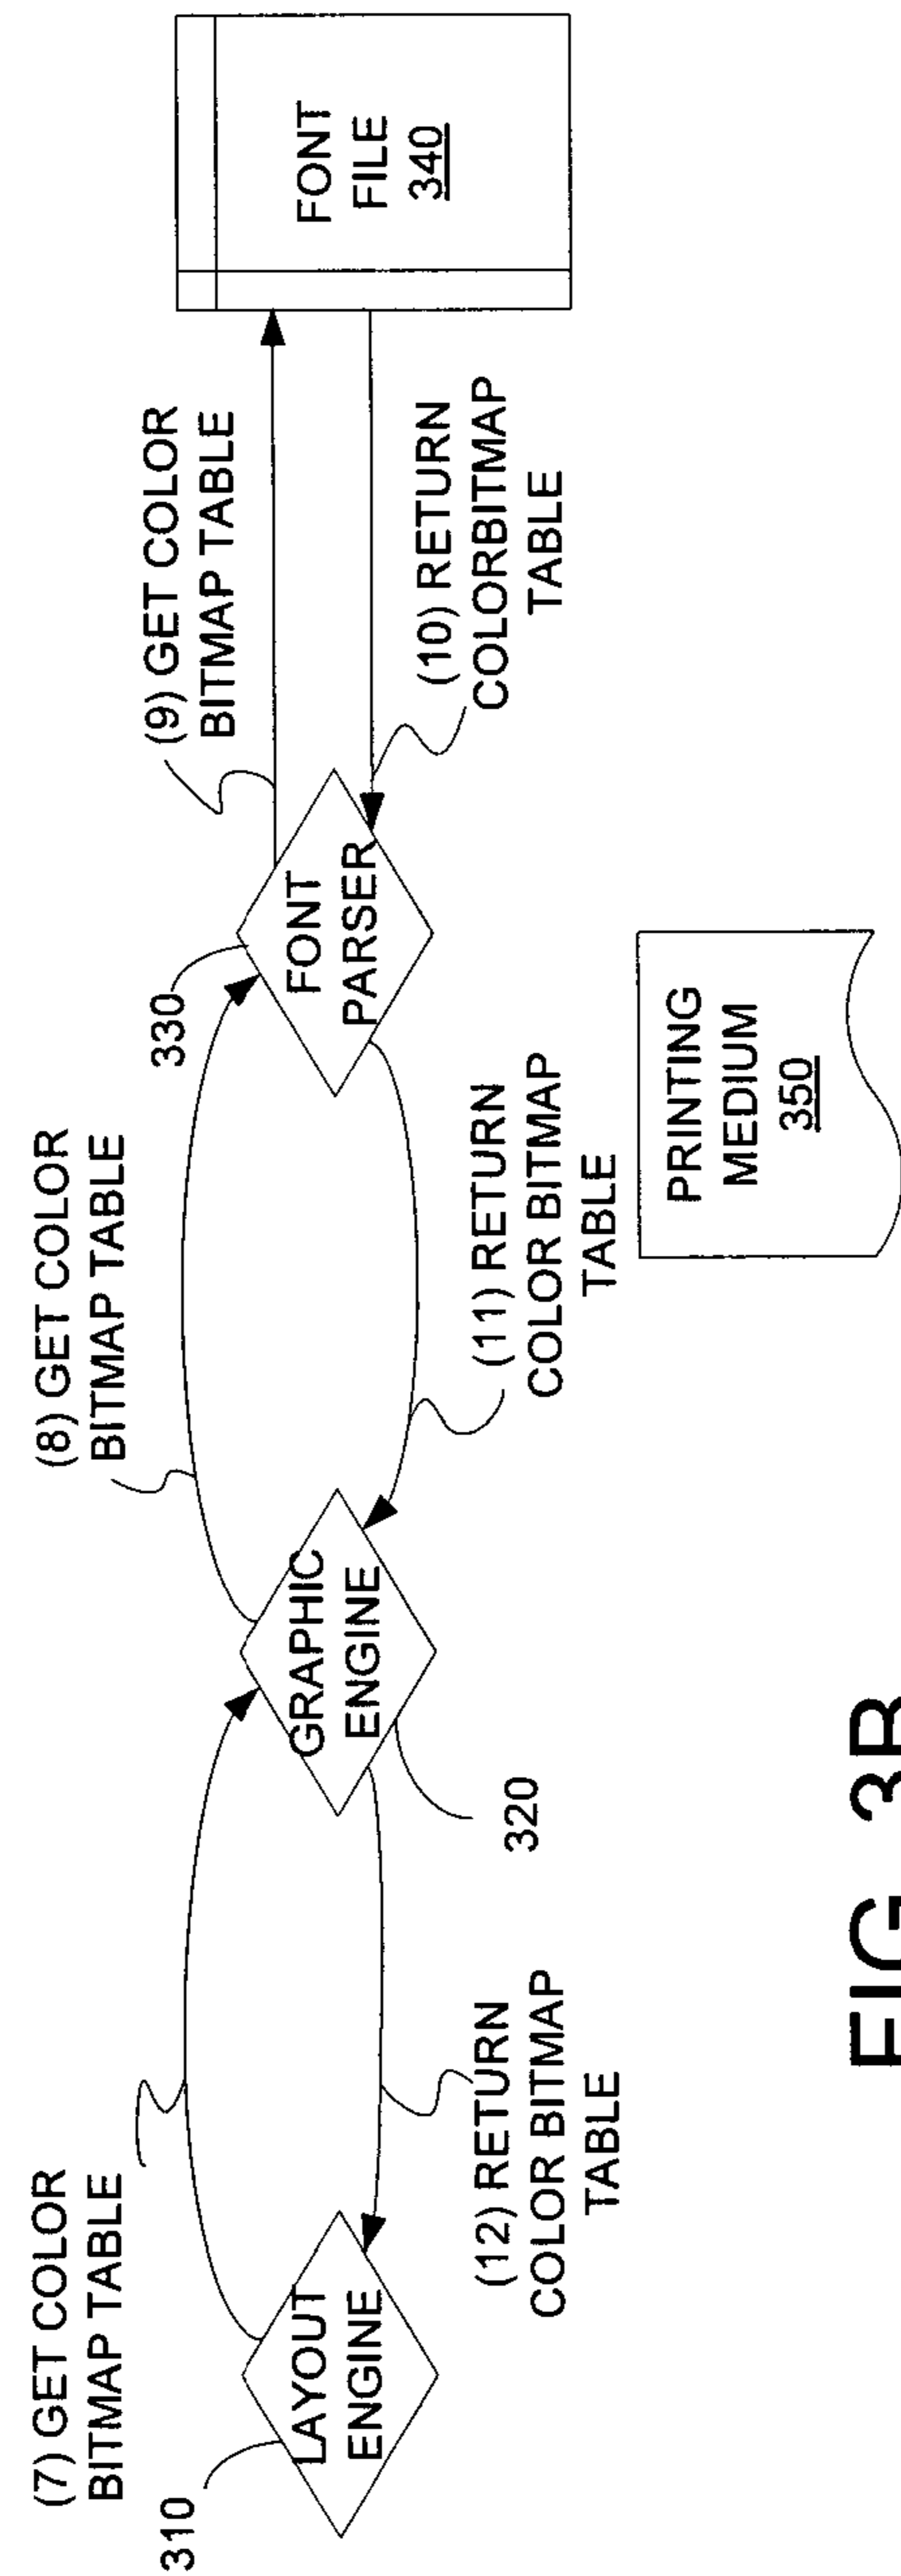 (7) GET COLOR
BITMAP TABLE
(8) GET COLOR
BITMAP TABLE
(9) GET COLOR
BITMAP TABLE
310
LAYOUT
ENGINE
GRAPHIC
ENGINE
320
330
FONT
PARSER
FONT
FILE
340
(12) RETURN
COLOR BITMAP
TABLE
(11) RETURN
COLOR BITMAP
TABLE
(10) RETURN
COLORBITMAP
TABLE
PRINTING
MEDIUM
350
FIG. 3B